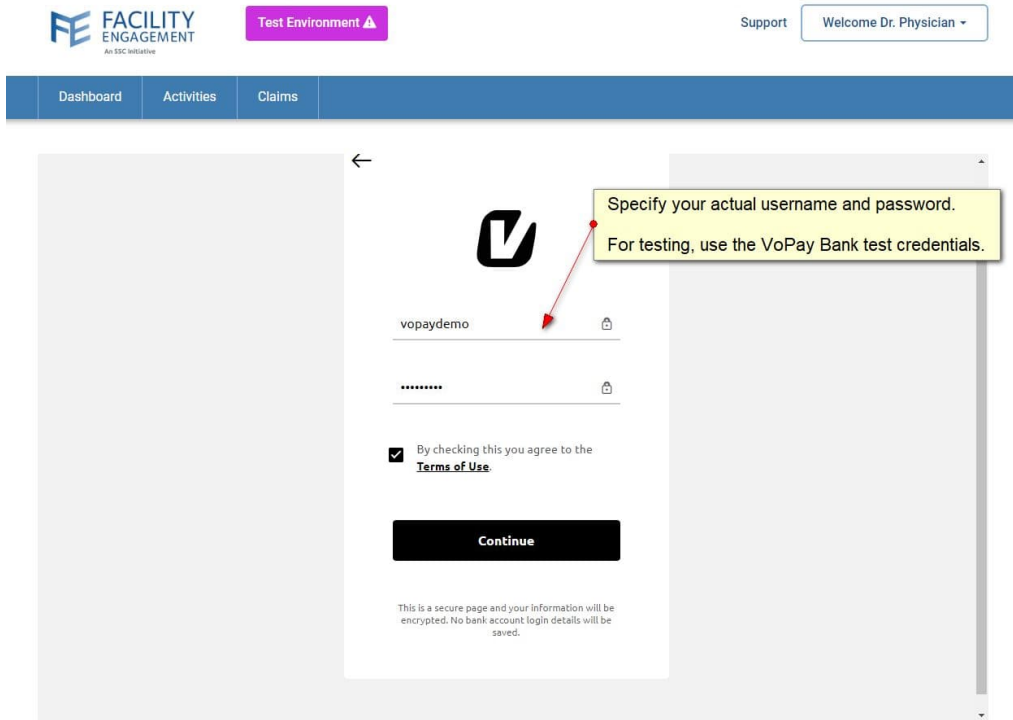 FACILITY
ENGAGEMENT
An SSC Initiative
Test Environment
Support
Welcome Dr. Physician
Dashboard Activities Claims
Specify your actual username and password.
For testing, use the VoPay Bank test credentials.
vopaydemo
•••••••••
By checking this you agree to the
Terms of Use.
Continue
This is a secure page and your information will be
encrypted. No bank account login details will be
saved.